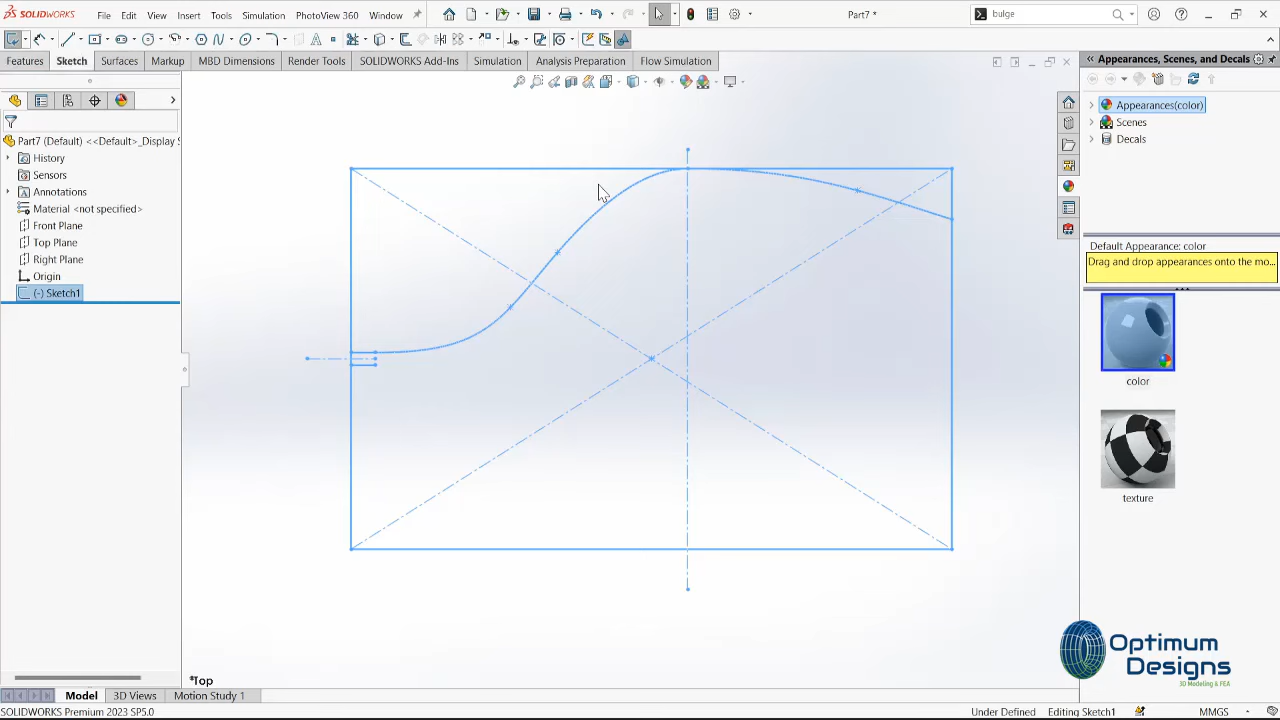 SOLIDWORKS File Edit View Insert Tools Simulation PhotoView 360 Window Part7 * bulge
Features Sketch Surfaces Markup MBD Dimensions Render Tools SOLIDWORKS Add-Ins Simulation Analysis Preparation Flow Simulation
Appearances, Scenes, and Decals
Part7 (Default) <<Default>_Display S
History
Sensors
Annotations
Material <not specified>
Front Plane
Top Plane
Right Plane
Origin
(-) Sketch1
Appearances(color)
Scenes
Decals
Default Appearance: color
Drag and drop appearances onto the mo...
color
texture
*Top
Optimum
Designs
3D Modeling & FEA
Model 3D Views Motion Study 1
SOLIDWORKS Premium 2023 SP5.0 Under Defined Editing Sketch1 MMGS